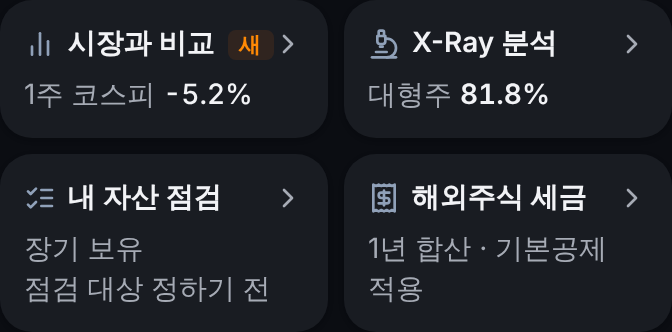 시장과 비교 새
1주 코스피 -5.2%
X-Ray 분석
대형주 81.8%
내 자산 점검
장기 보유
점검 대상 정하기 전
해외주식 세금
1년 합산 · 기본공제
적용